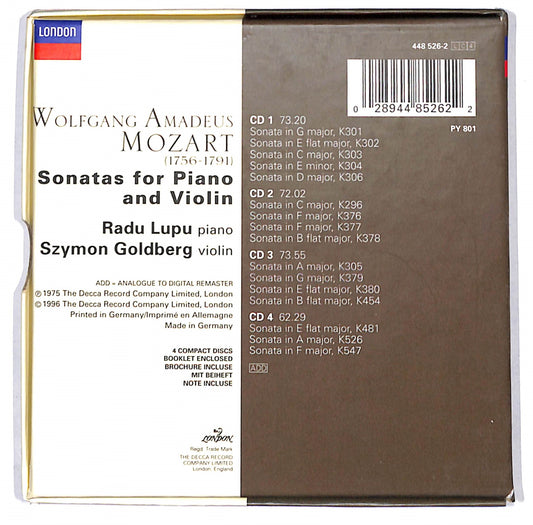 LONDON
WOLFGANG AMADEUS
MOZART
(1756-1791)
Sonatas for Piano
and Violin
Radu Lupu piano
Szymon Goldberg violin
ADD = ANALOGUE TO DIGITAL REMASTER
℗ 1975 The Decca Record Company Limited, London
© 1996 The Decca Record Company Limited, London
Printed in Germany/Imprimé en Allemagne
Made in Germany
4 COMPACT DISCS
BOOKLET ENCLOSED
BROCHURE INCLUSE
MIT BEIHEFT
NOTE INCLUSE
London
Regd. Trade Mark
THE DECCA RECORD
COMPANY LIMITED
London, England
448 526-2 LC4
0 28944 85262 2
PY 801
CD 1 73.20
Sonata in G major, K301
Sonata in E flat major, K302
Sonata in C major, K303
Sonata in E minor, K304
Sonata in D major, K306
CD 2 72.02
Sonata in C major, K296
Sonata in F major, K376
Sonata in F major, K377
Sonata in B flat major, K378
CD 3 73.55
Sonata in A major, K305
Sonata in G major, K379
Sonata in E flat major, K380
Sonata in B flat major, K454
CD 4 62.29
Sonata in E flat major, K481
Sonata in A major, K526
Sonata in F major, K547
ADD